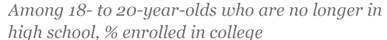 Among 18- to 20-year-olds who are no longer in
high school, % enrolled in college